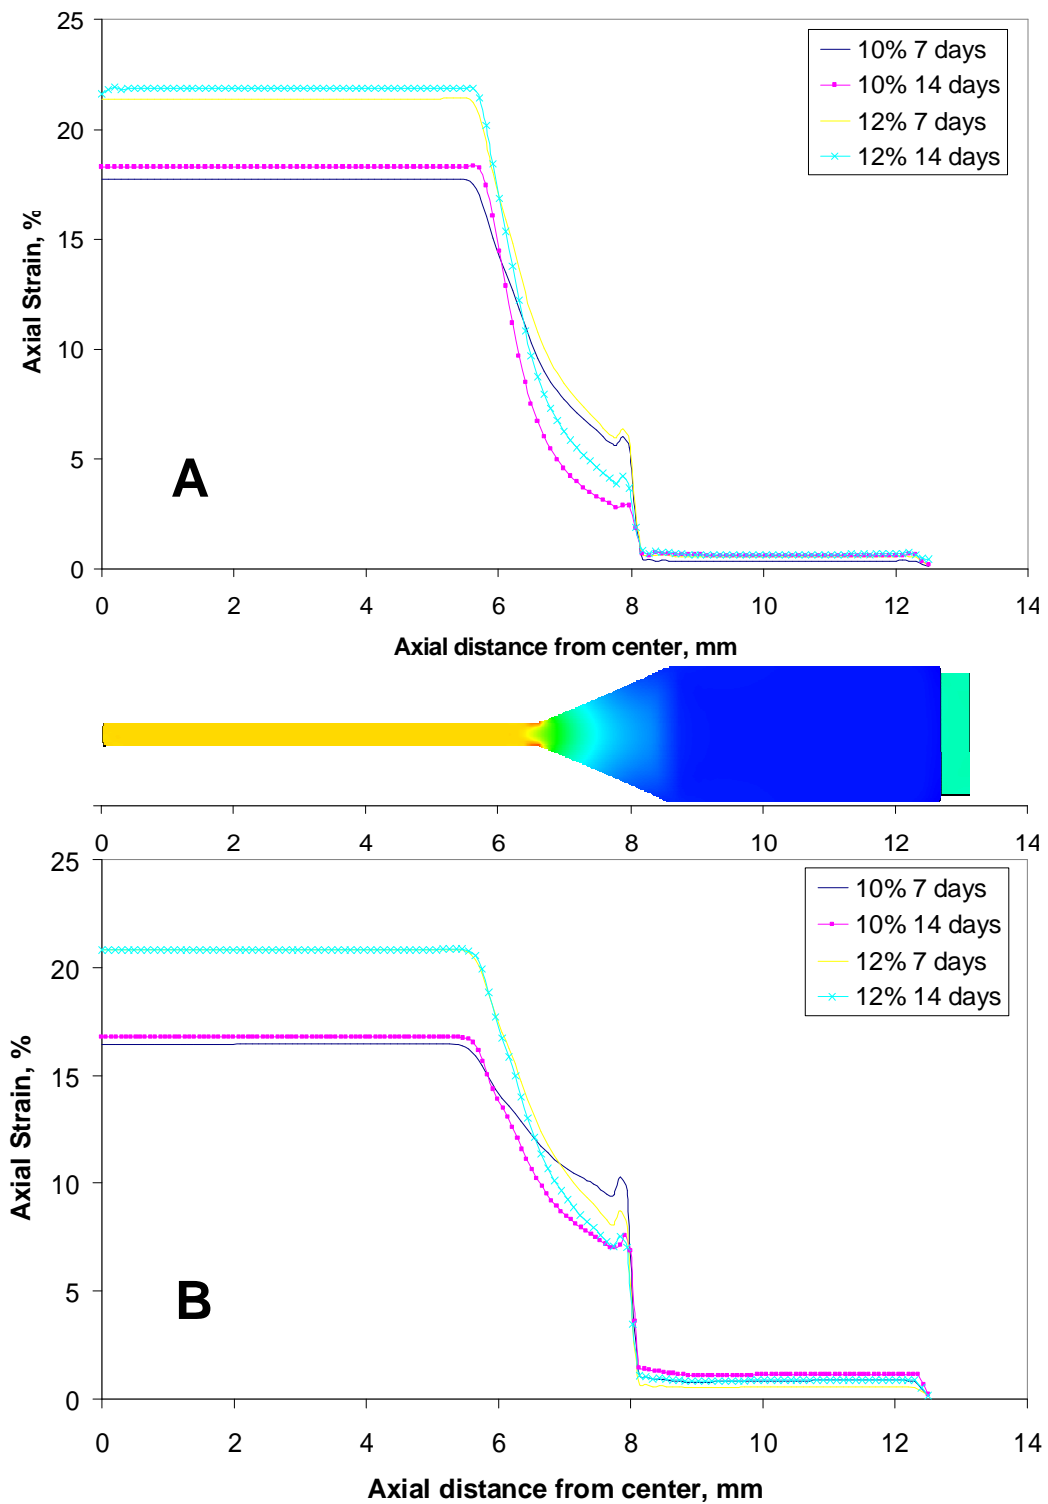 25
20
15
10
5
0
Axial Strain, %
10% 7 days
10% 14 days
12% 7 days
12% 14 days
A
0 2 4 6 8 10 12 14
Axial distance from center, mm
0 2 4 6 8 10 12 14
25
20
15
10
5
0
Axial Strain, %
10% 7 days
10% 14 days
12% 7 days
12% 14 days
B
0 2 4 6 8 10 12 14
Axial distance from center, mm